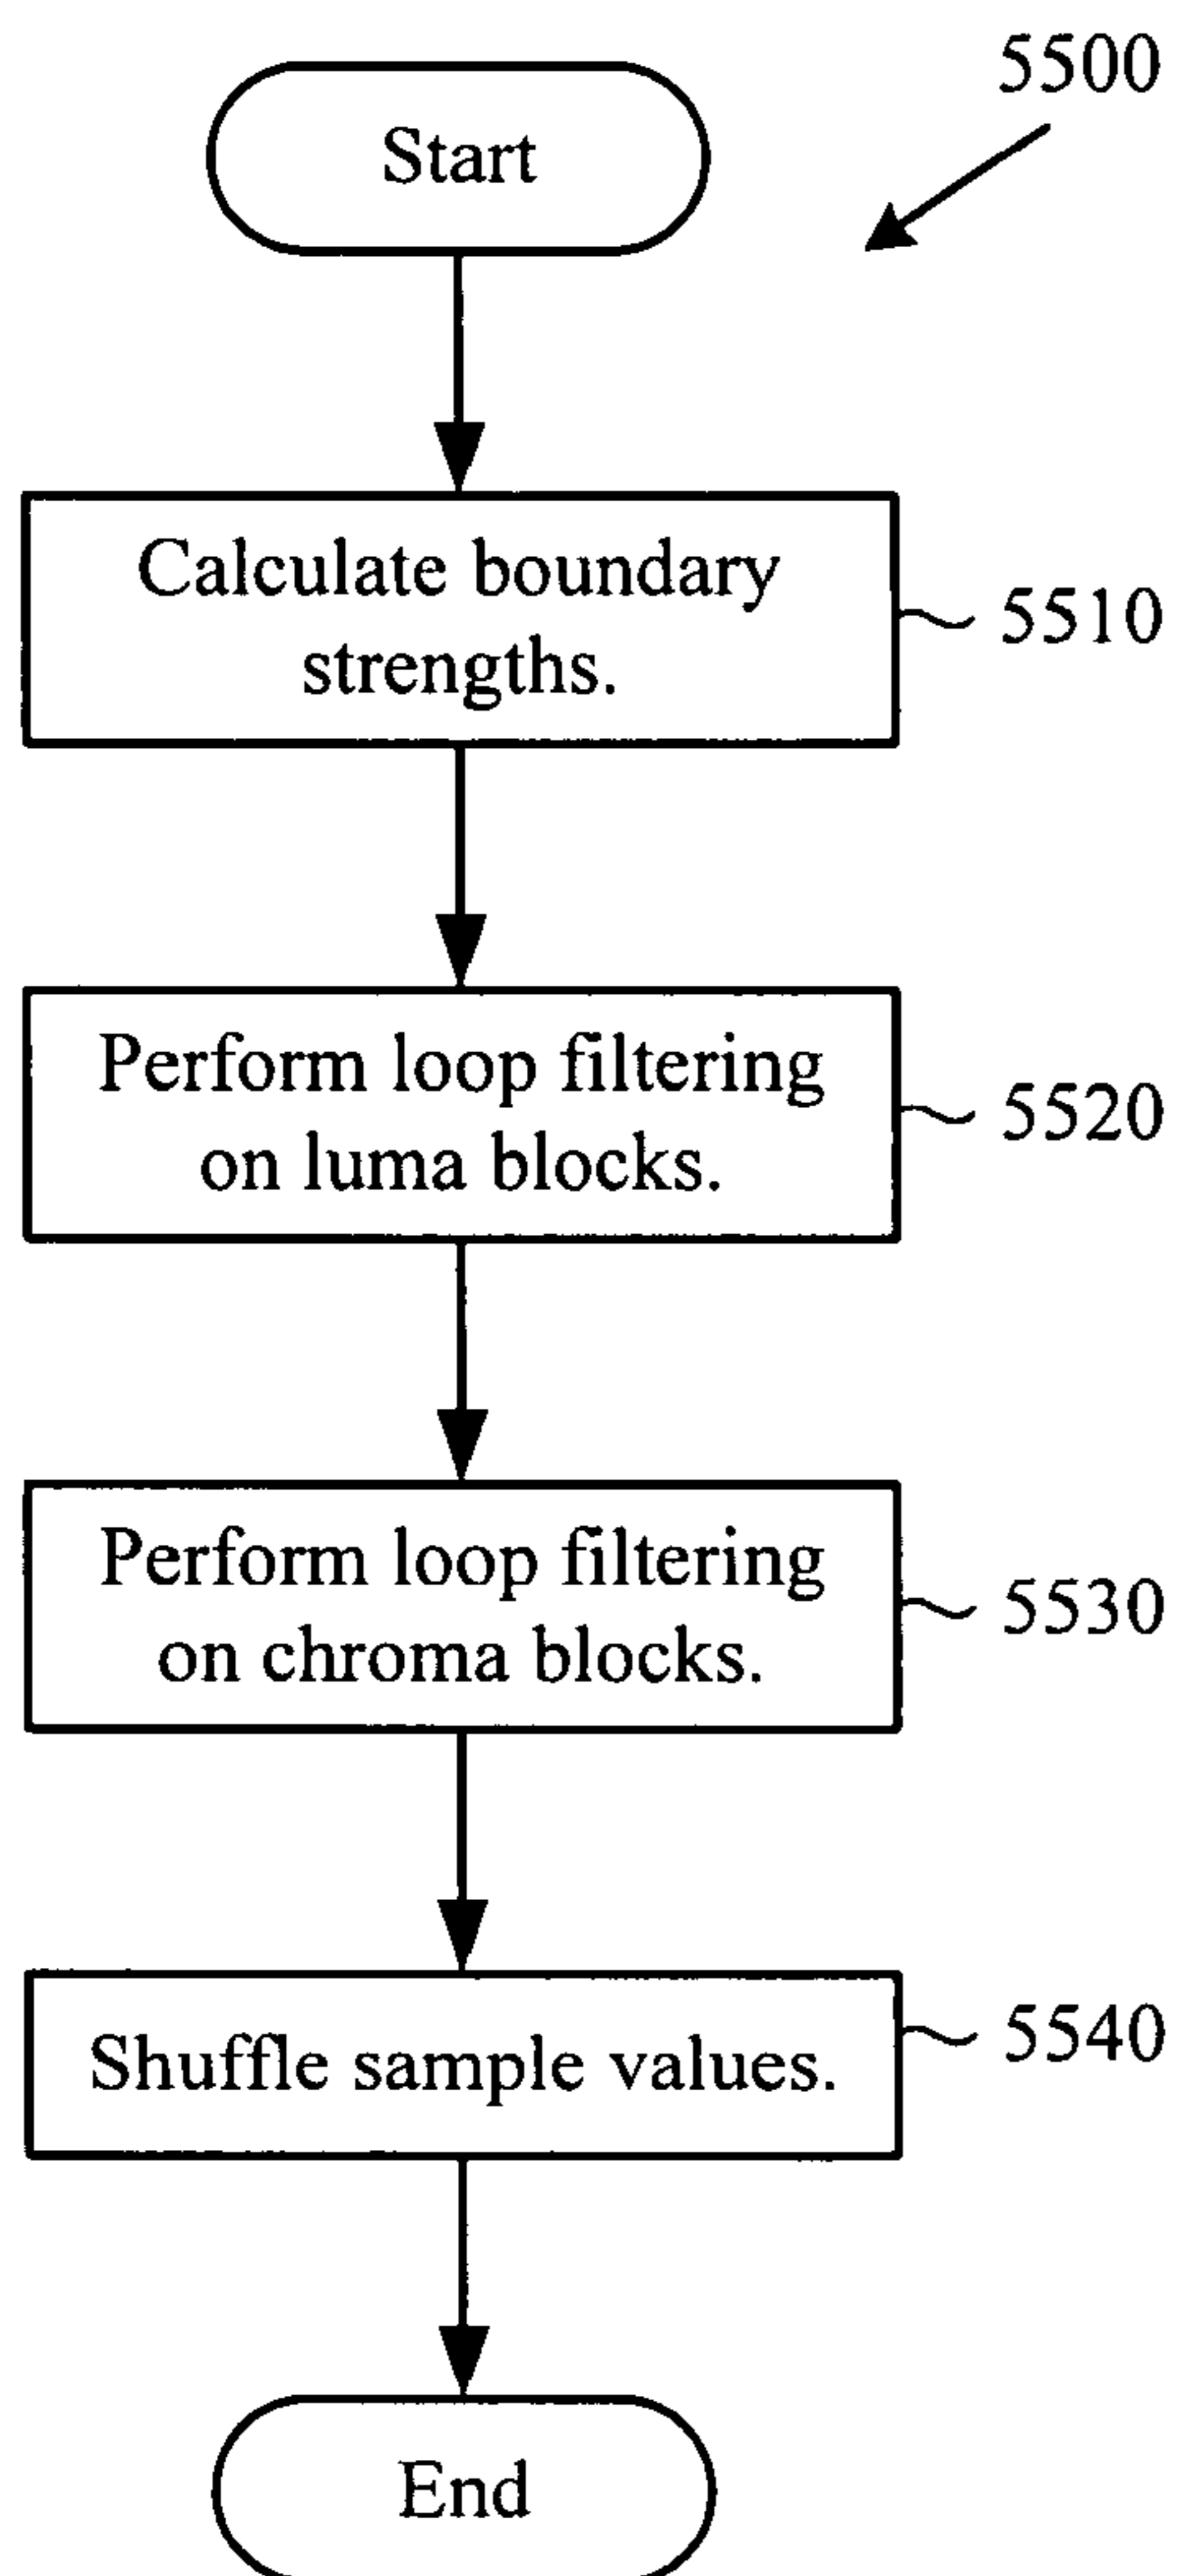 5500
Start
Calculate boundary
strengths.
5510
Perform loop filtering
on luma blocks.
5520
Perform loop filtering
on chroma blocks.
5530
Shuffle sample values.
5540
End